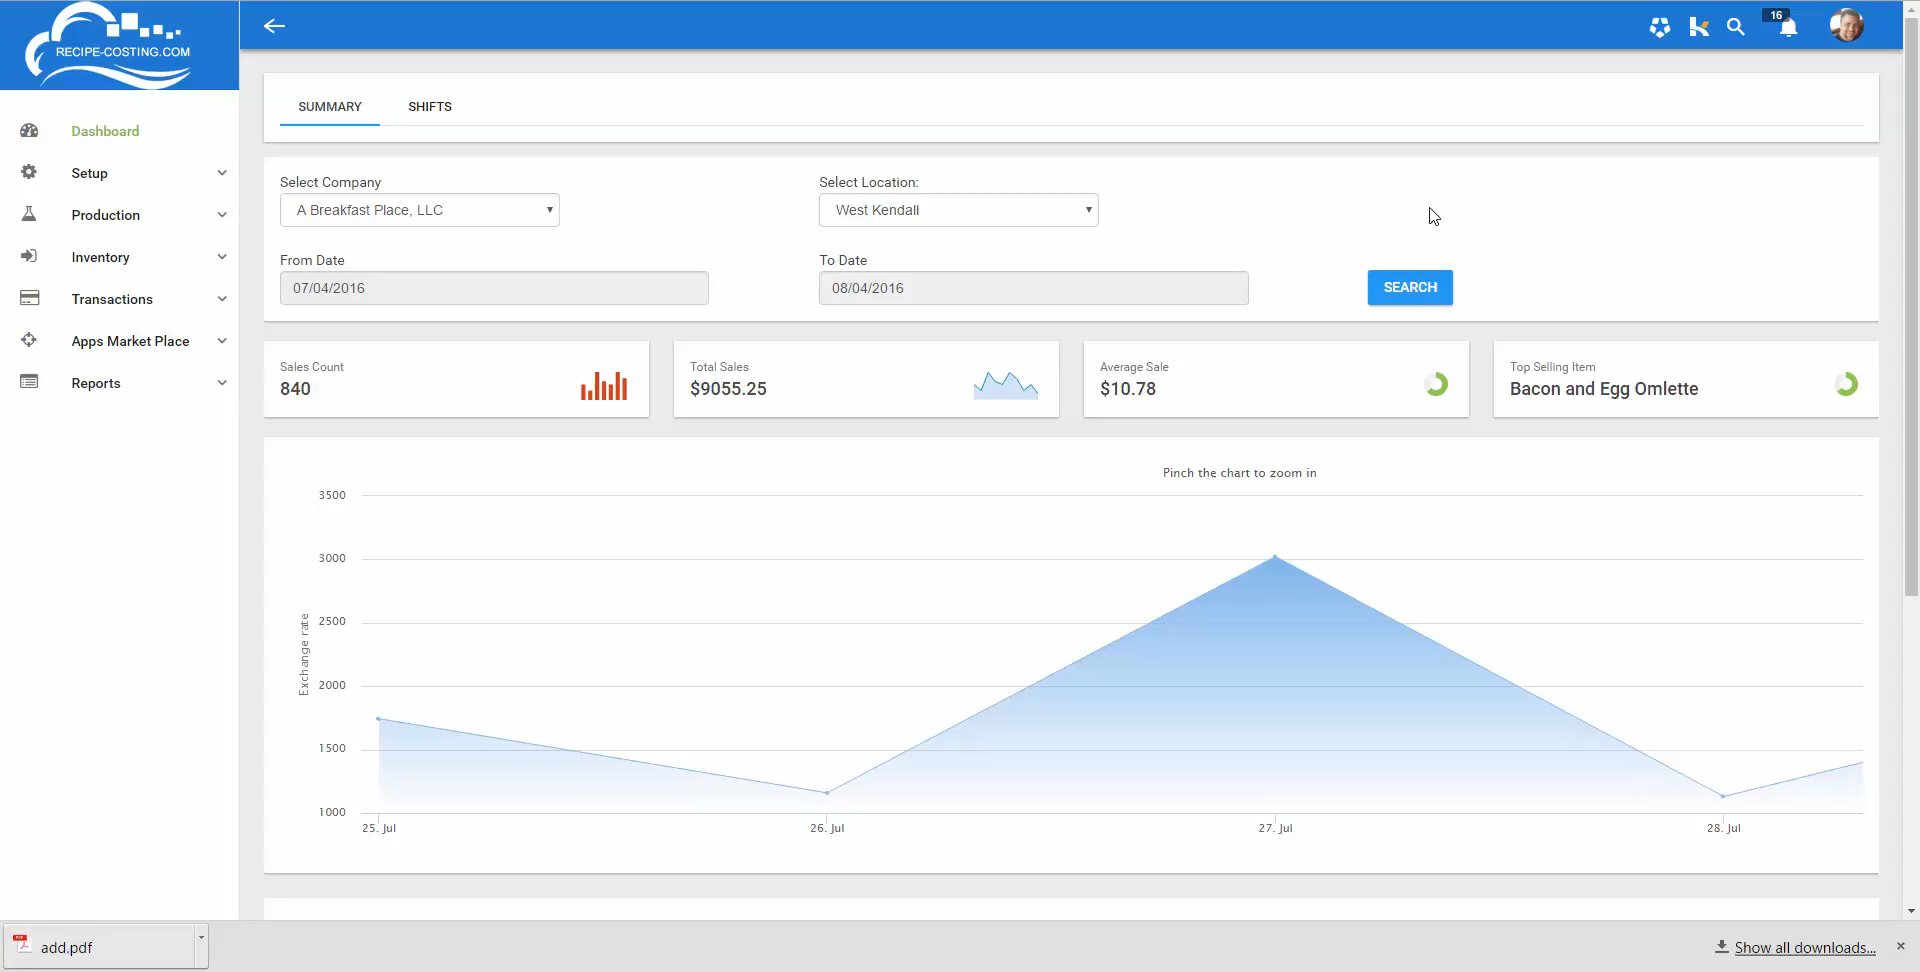 RECIPE-COSTING.COM
16
Dashboard
Setup
Production
Inventory
Transactions
Apps Market Place
Reports
SUMMARY SHIFTS
Select Company Select Location:
A Breakfast Place, LLC West Kendall
From Date To Date
07/04/2016 08/04/2016 SEARCH
Sales Count
840
Total Sales
$9055.25
Average Sale
$10.78
Top Selling Item
Bacon and Egg Omlette
Pinch the chart to zoom in
Exchange rate
3500
3000
2500
2000
1500
1000
25. Jul 26. Jul 27. Jul 28. Jul
add.pdf
Show all downloads...